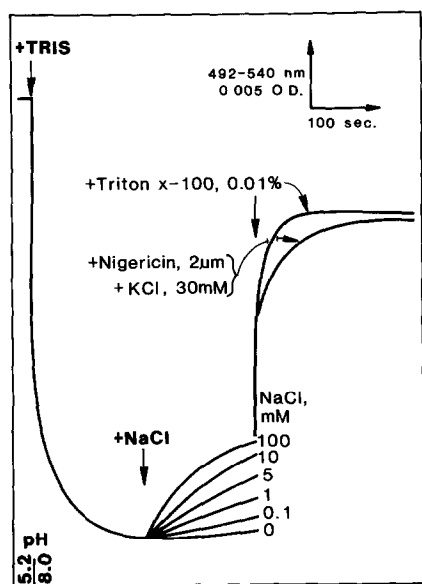 +TRIS
492-540 nm
0.005 O.D.
100 sec.
+Triton x-100, 0.01%
+Nigericin, 2μm
+ KCl, 30mM
NaCl,
mM
+NaCl
100
10
5
1
0.1
0
pH
5.2
8.0